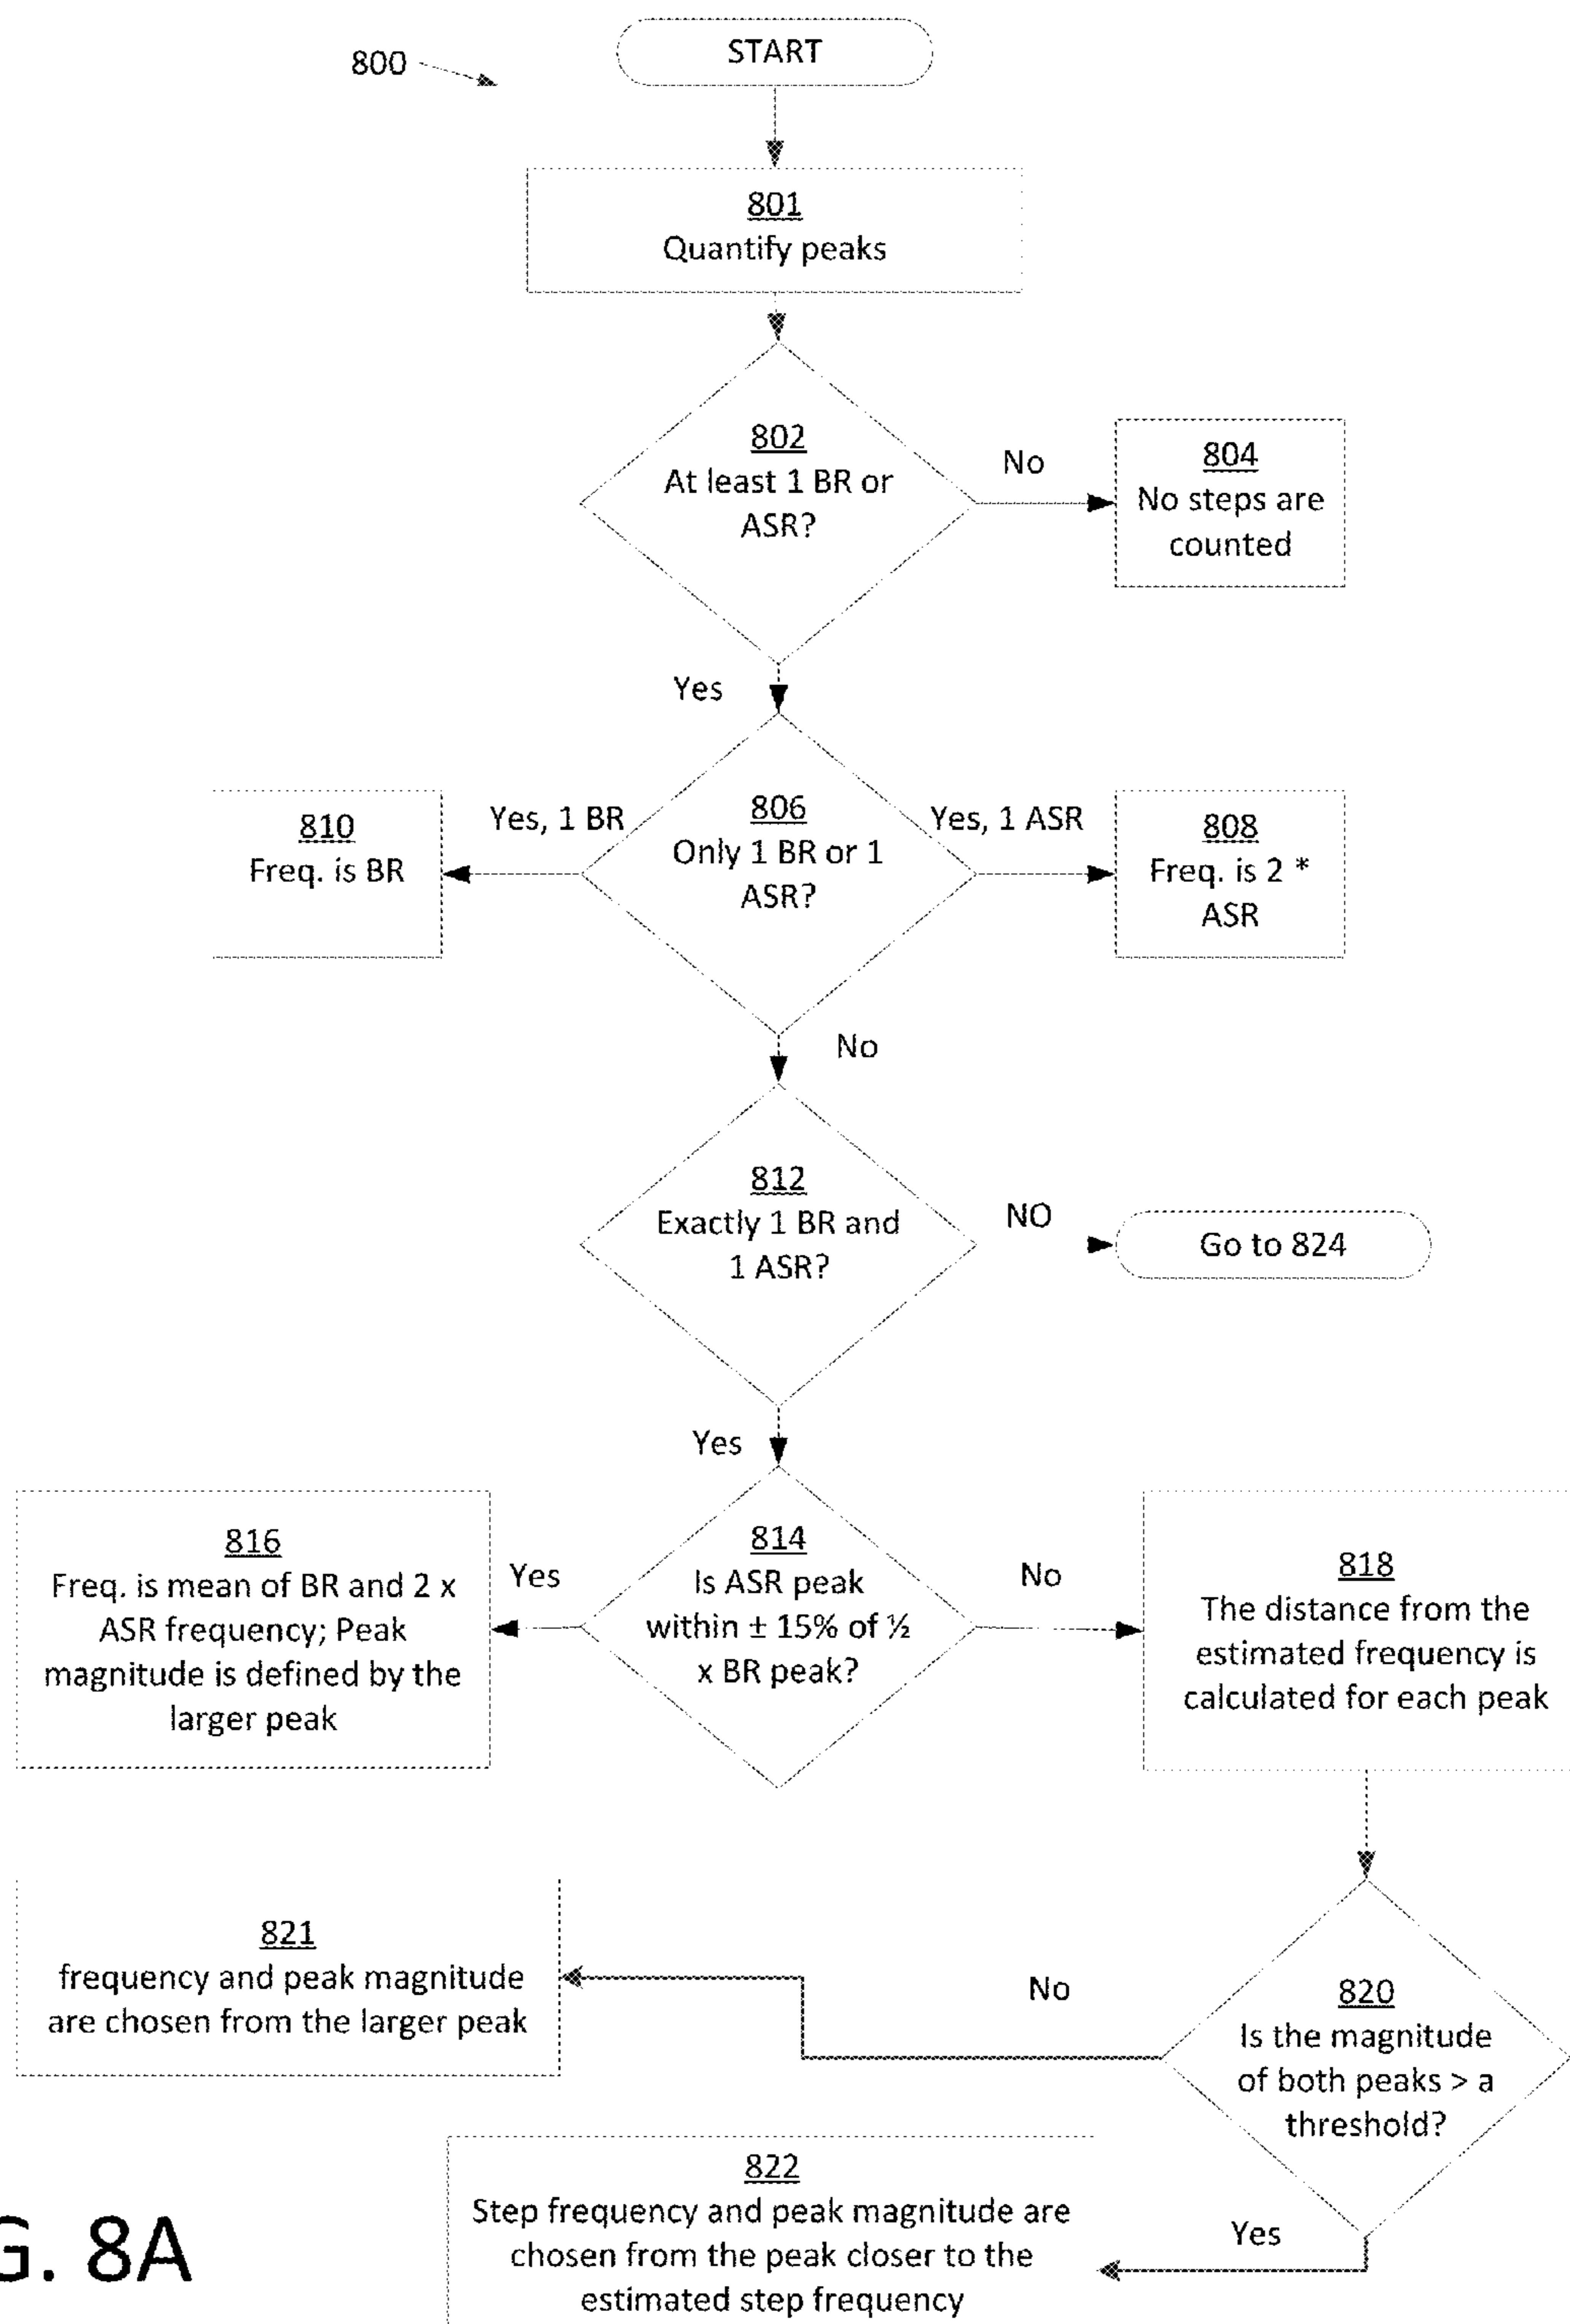 800
START
801
Quantify peaks
802
At least 1 BR or
ASR?
No
804
No steps are
counted
Yes
810
Freq. is BR
Yes, 1 BR
806
Only 1 BR or 1
ASR?
Yes, 1 ASR
808
Freq. is 2 *
ASR
No
812
Exactly 1 BR and
1 ASR?
NO
Go to 824
Yes
816
Freq. is mean of BR and 2 x
ASR frequency; Peak
magnitude is defined by the
larger peak
Yes
814
Is ASR peak
within ± 15% of ½
x BR peak?
No
818
The distance from the
estimated frequency is
calculated for each peak
821
frequency and peak magnitude
are chosen from the larger peak
No
820
Is the magnitude
of both peaks > a
threshold?
822
Step frequency and peak magnitude are
chosen from the peak closer to the
estimated step frequency
Yes
G. 8A